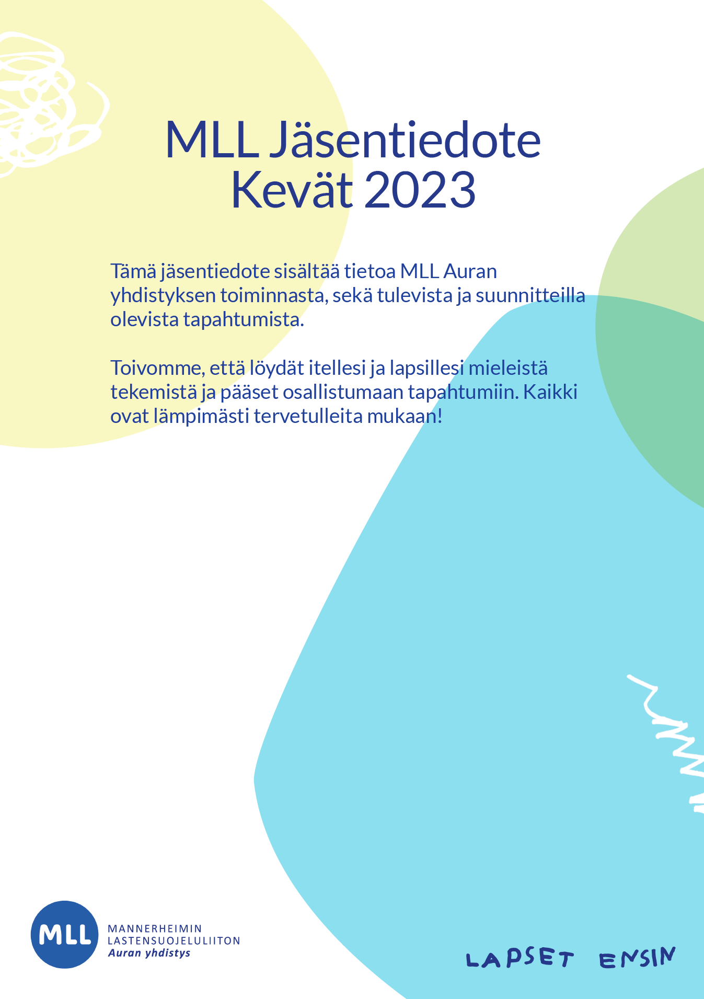 MLL Jäsentiedote
Kevät 2023
Tämä jäsentiedote sisältää tietoa MLL Auran
yhdistyksen toiminnasta, sekä tulevista ja suunnitteilla
olevista tapahtumista.
Toivomme, että löydät itellesi ja lapsillesi mieleistä
tekemistä ja pääset osallistumaan tapahtumiin. Kaikki
ovat lämpimästi tervetulleita mukaan!
MLL
MANNERHEIMIN
LASTENSUOJELULIITON
Auran yhdistys
LAPSET ENSIN